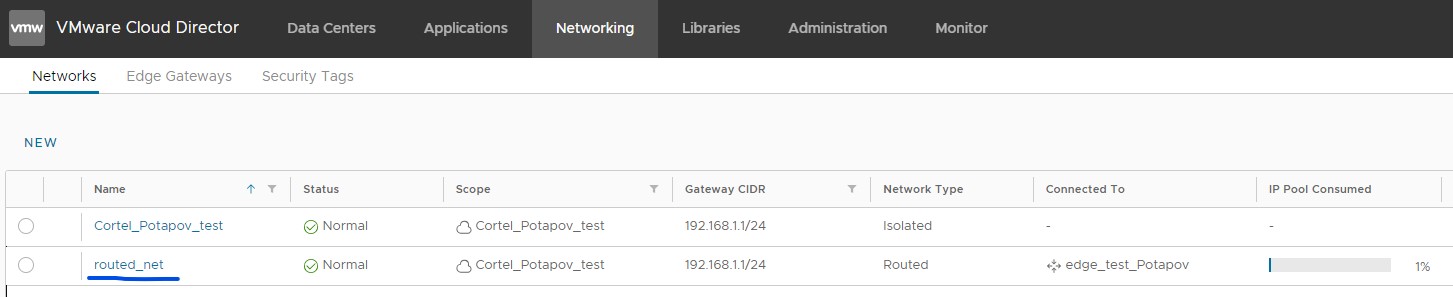 vmw VMware Cloud Director Data Centers Applications Networking Libraries Administration Monitor
Networks Edge Gateways Security Tags
NEW
Name Status Scope Gateway CIDR Network Type Connected To IP Pool Consumed
Cortel_Potapov_test Normal Cortel_Potapov_test 192.168.1.1/24 Isolated - -
routed_net Normal Cortel_Potapov_test 192.168.1.1/24 Routed edge_test_Potapov 1%